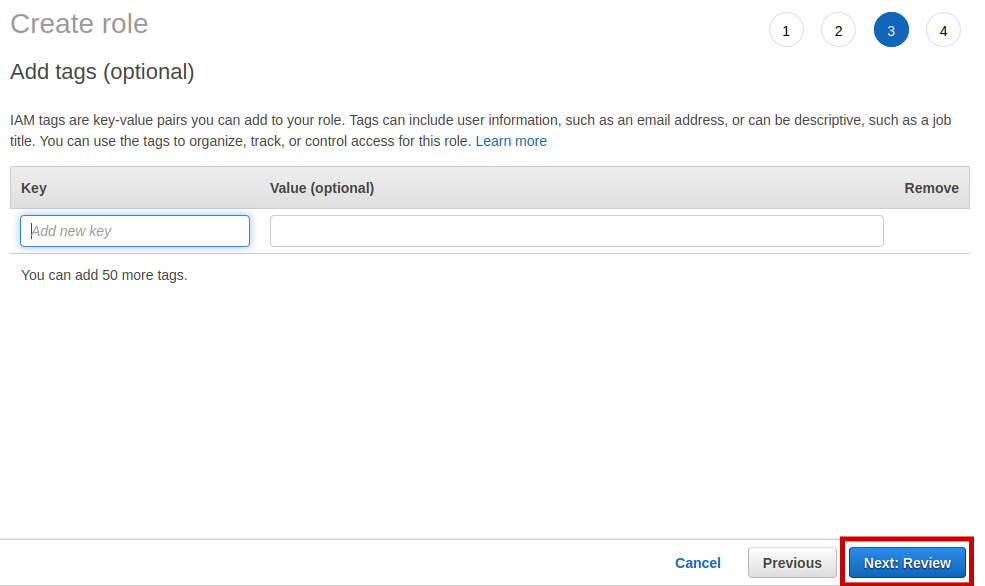 Create role
1 2 3 4
Add tags (optional)
IAM tags are key-value pairs you can add to your role. Tags can include user information, such as an email address, or can be descriptive, such as a job
title. You can use the tags to organize, track, or control access for this role. Learn more
Key Value (optional) Remove
Add new key
You can add 50 more tags.
Cancel Previous Next: Review